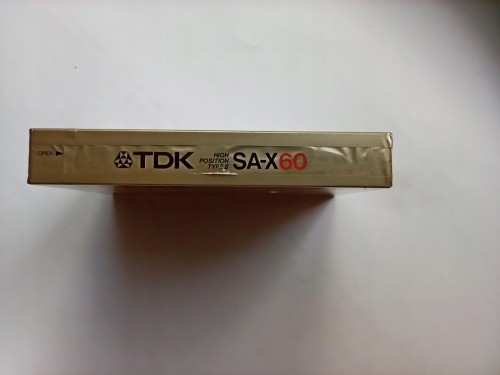 OPEN ▶
TDK
HIGH
POSITION
TYPE II
SA-X60